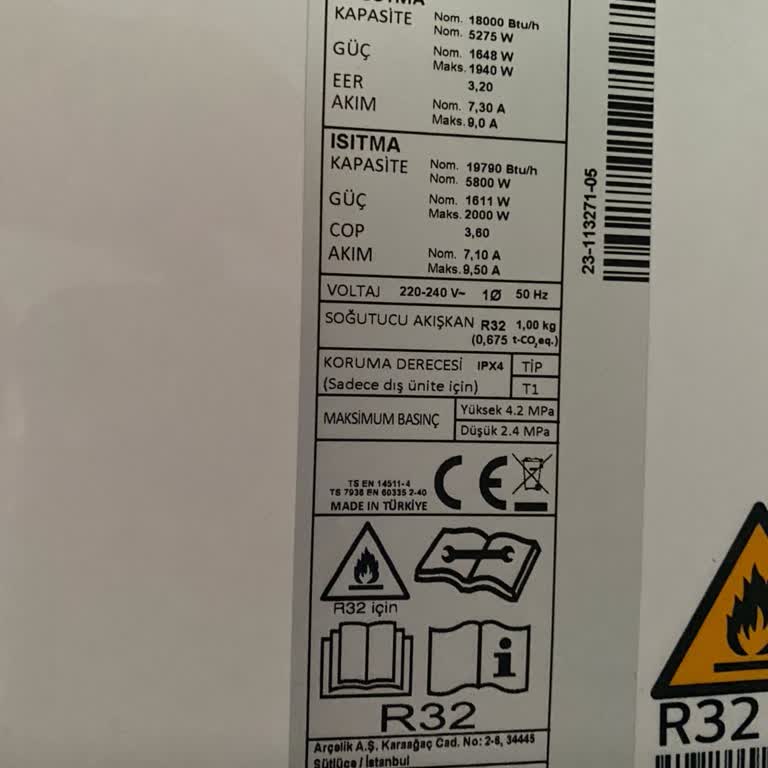 KAPASİTE Nom. 18000 Btu/h
Nom. 5275 W
GÜÇ Nom. 1648 W
Maks. 1940 W
EER 3,20
AKIM Nom. 7,30 A
Maks. 9,0 A
ISITMA
KAPASİTE Nom. 19790 Btu/h
Nom. 5800 W
GÜÇ Nom. 1611 W
Maks. 2000 W
COP 3,60
AKIM Nom. 7,10 A
Maks. 9,50 A
VOLTAJ 220-240 V~ 1Ø 50 Hz
SOĞUTUCU AKIŞKAN R32 1,00 kg
(0,675 t-CO₂eq.)
KORUMA DERECESİ IPX4 TİP
(Sadece dış ünite için) T1
MAKSİMUM BASINÇ Yüksek 4.2 MPa
Düşük 2.4 MPa
TS EN 14511-4
TS 7936 EN 60335 2-40
MADE IN TÜRKİYE
CE
R32 için
i
R32
Arçelik A.Ş. Karaağaç Cad. No: 2-6, 34445
Sütlüce / İstanbul
23-113271-05
R32